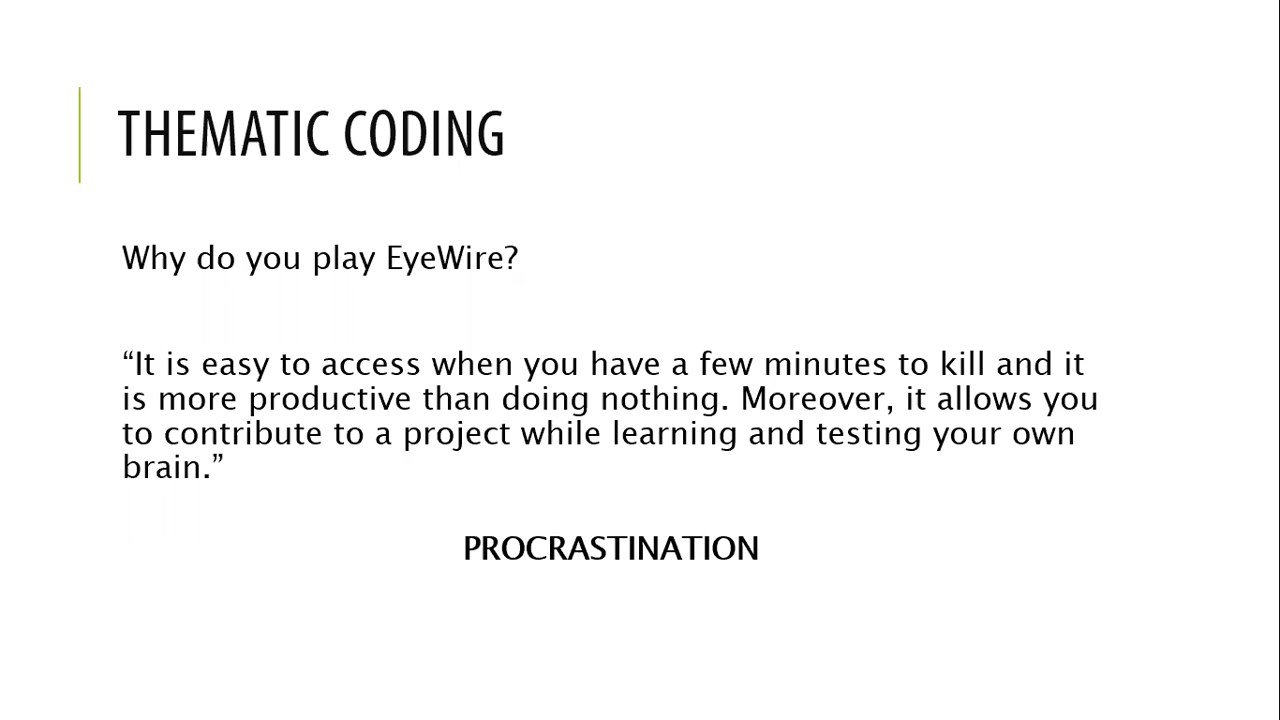 THEMATIC CODING
Why do you play EyeWire?
“It is easy to access when you have a few minutes to kill and it
is more productive than doing nothing. Moreover, it allows you
to contribute to a project while learning and testing your own
brain.”
PROCRASTINATION